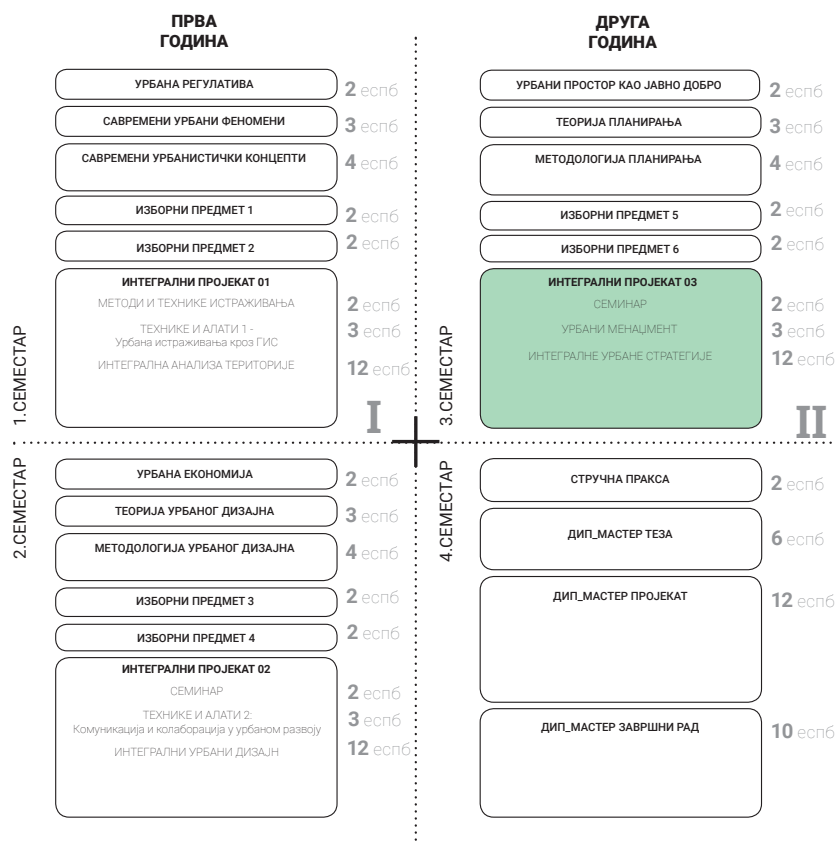 ПРВА
ГОДИНА
ДРУГА
ГОДИНА
1.СЕМЕСТАР
УРБАНА РЕГУЛАТИВА
2 еспб
САВРЕМЕНИ УРБАНИ ФЕНОМЕНИ
3 еспб
САВРЕМЕНИ УРБАНИСТИЧКИ КОНЦЕПТИ
4 еспб
ИЗБОРНИ ПРЕДМЕТ 1
2 еспб
ИЗБОРНИ ПРЕДМЕТ 2
2 еспб
ИНТЕГРАЛНИ ПРОЈЕКАТ 01
МЕТОДИ И ТЕХНИКЕ ИСТРАЖИВАЊА
2 еспб
ТЕХНИКЕ И АЛАТИ 1 -
Урбана истраживања кроз ГИС
3 еспб
ИНТЕГРАЛНА АНАЛИЗА ТЕРИТОРИЈЕ
12 еспб
I
3.СЕМЕСТАР
УРБАНИ ПРОСТОР КАО ЈАВНО ДОБРО
2 еспб
ТЕОРИЈА ПЛАНИРАЊА
3 еспб
МЕТОДОЛОГИЈА ПЛАНИРАЊА
4 еспб
ИЗБОРНИ ПРЕДМЕТ 5
2 еспб
ИЗБОРНИ ПРЕДМЕТ 6
2 еспб
ИНТЕГРАЛНИ ПРОЈЕКАТ 03
СЕМИНАР
2 еспб
УРБАНИ МЕНАЏМЕНТ
3 еспб
ИНТЕГРАЛНЕ УРБАНЕ СТРАТЕГИЈЕ
12 еспб
II
2.СЕМЕСТАР
УРБАНА ЕКОНОМИЈА
2 еспб
ТЕОРИЈА УРБАНОГ ДИЗАЈНА
3 еспб
МЕТОДОЛОГИЈА УРБАНОГ ДИЗАЈНА
4 еспб
ИЗБОРНИ ПРЕДМЕТ 3
2 еспб
ИЗБОРНИ ПРЕДМЕТ 4
2 еспб
ИНТЕГРАЛНИ ПРОЈЕКАТ 02
СЕМИНАР
2 еспб
ТЕХНИКЕ И АЛАТИ 2:
Комуникација и колаборација у урбаном развоју
3 еспб
ИНТЕГРАЛНИ УРБАНИ ДИЗАЈН
12 еспб
4.СЕМЕСТАР
СТРУЧНА ПРАКСА
2 еспб
ДИП_МАСТЕР ТЕЗА
6 еспб
ДИП_МАСТЕР ПРОЈЕКАТ
12 еспб
ДИП_МАСТЕР ЗАВРШНИ РАД
10 еспб